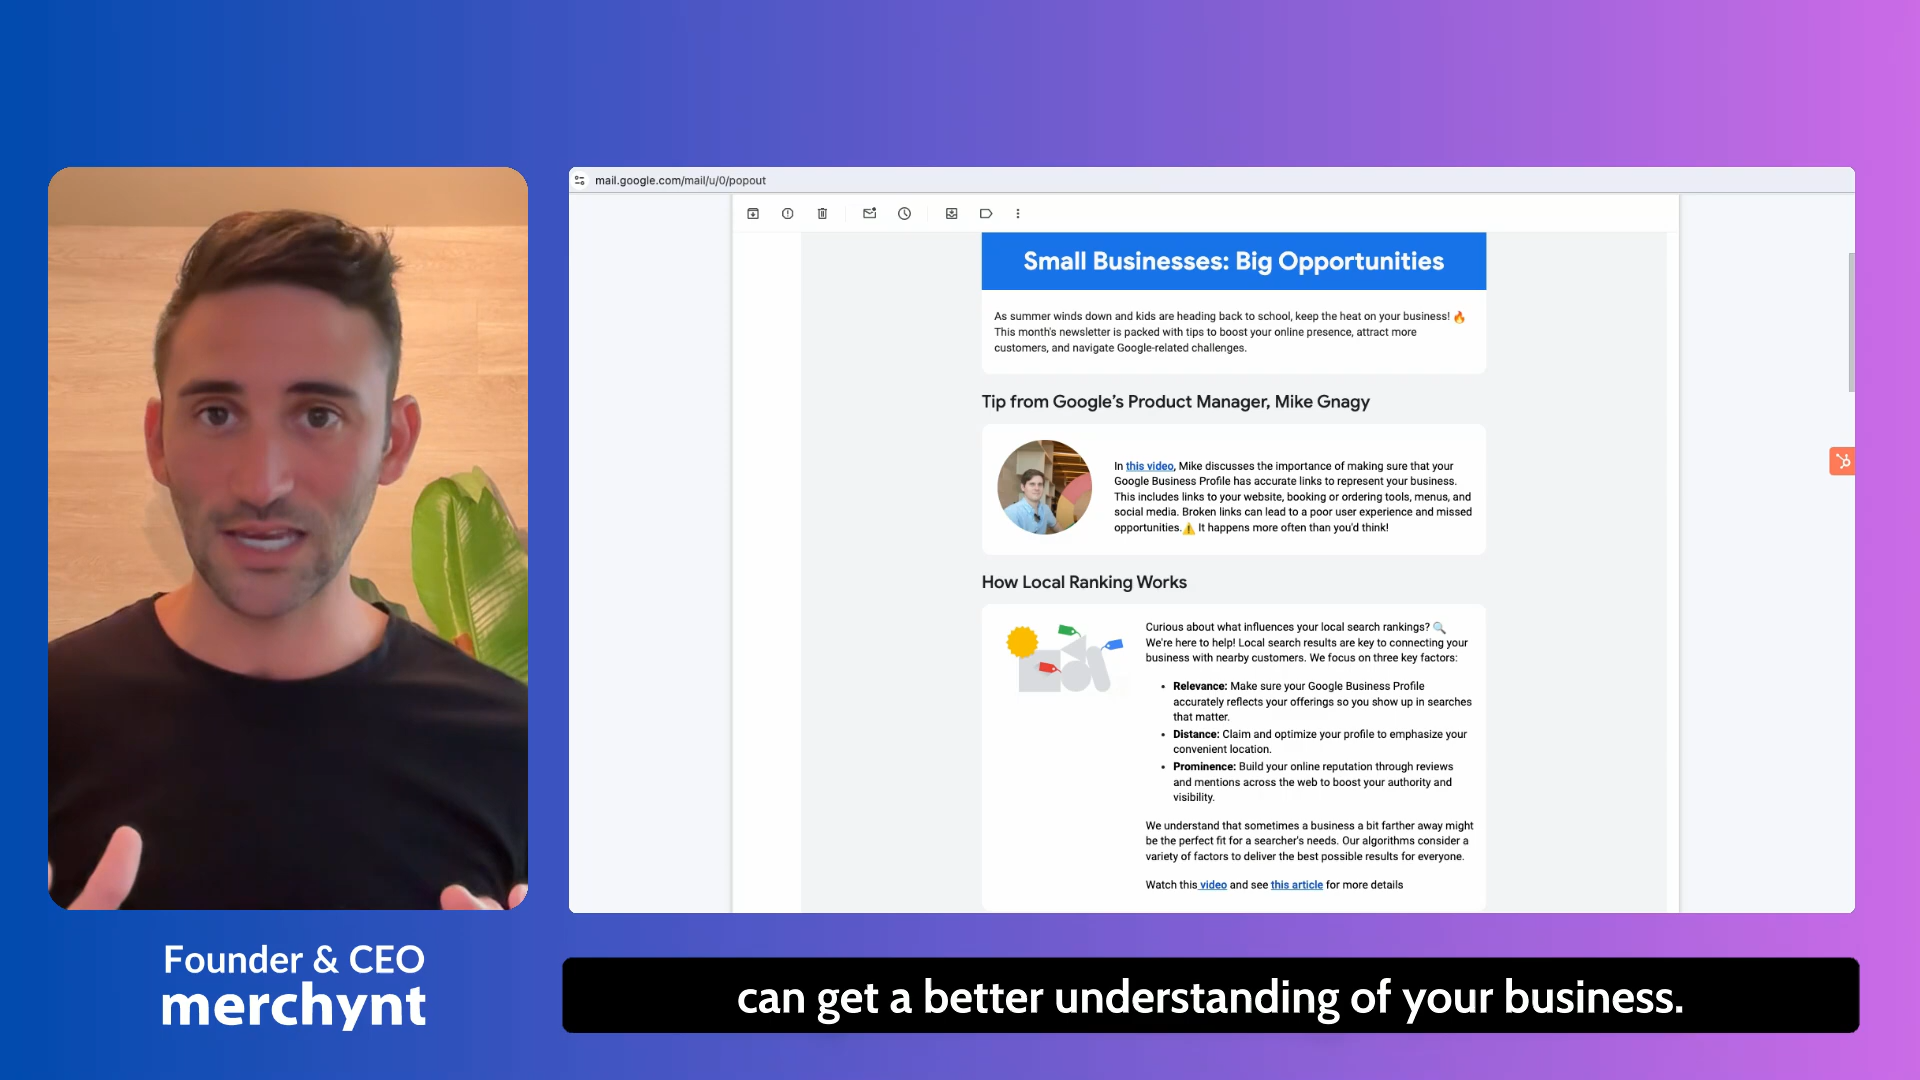 mail.google.com/mail/u/0/popout
Small Businesses: Big Opportunities
As summer winds down and kids are heading back to school, keep the heat on your business! 🔥
This month's newsletter is packed with tips to boost your online presence, attract more
customers, and navigate Google-related challenges.
Tip from Google's Product Manager, Mike Gnagy
In this video, Mike discusses the importance of making sure that your
Google Business Profile has accurate links to represent your business.
This includes links to your website, booking or ordering tools, menus, and
social media. Broken links can lead to a poor user experience and missed
opportunities.⚠️ It happens more often than you'd think!
How Local Ranking Works
Curious about what influences your local search rankings? 🔍
We're here to help! Local search results are key to connecting your
business with nearby customers. We focus on three key factors:
• Relevance: Make sure your Google Business Profile
accurately reflects your offerings so you show up in searches
that matter.
• Distance: Claim and optimize your profile to emphasize your
convenient location.
• Prominence: Build your online reputation through reviews
and mentions across the web to boost your authority and
visibility.
We understand that sometimes a business a bit farther away might
be the perfect fit for a searcher's needs. Our algorithms consider a
variety of factors to deliver the best possible results for everyone.
Watch this video and see this article for more details
Founder & CEO
merchynt
can get a better understanding of your business.